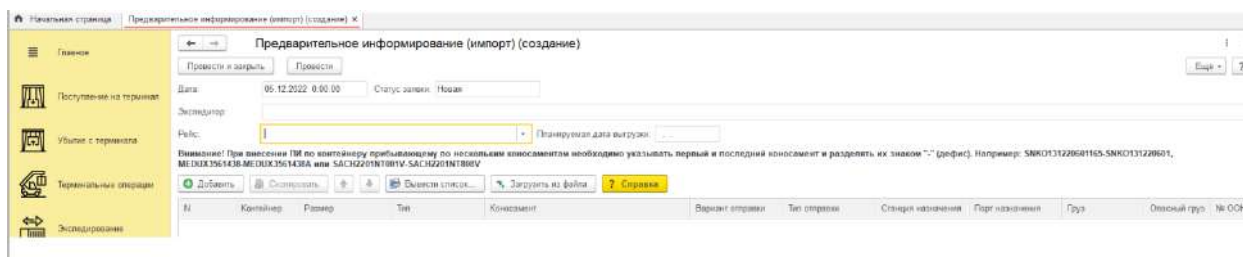 Начальная страница Предварительное информирование (импорт) (создание) ×
Главное
Поступление на терминал
Убытие с терминала
Терминальные операции
Экспедирование
Предварительное информирование (импорт) (создание)
Провести и закрыть Провести Ещё ?
Дата: 05.12.2022 0:00:00 Статус заявки: Новая
Экспедитор:
Рейс: Планируемая дата выгрузки:
Внимание! При внесении ПИ по контейнеру прибывающему по нескольким коносаментам необходимо указывать первый и последний коносамент и разделять их знаком "-" (дефис). Например: SNKO131220601165-SNKO131220601,
MEDUX3561438-MEDUX3561438A или SACH2201NT081V-SACH2201NT808V
Добавить Скопировать Вывести список... Загрузить из файла ? Справка
N Контейнер Размер Тип Коносамент Вариант отправки Тип отправки Станция назначения Порт назначения Груз Опасный груз № ООН